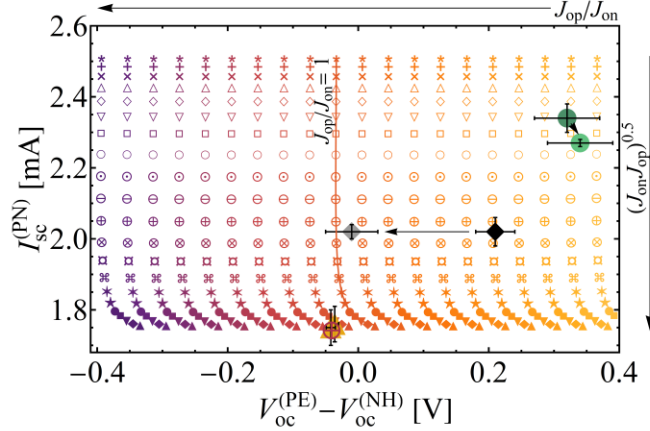 J_op/J_on
2.6
2.4
2.2
2.0
1.8
I_sc^(PN) [mA]
J_op/J_on=1
(J_on J_op)^0.5
−0.4
−0.2
0.0
0.2
0.4
V_oc^(PE)−V_oc^(NH) [V]